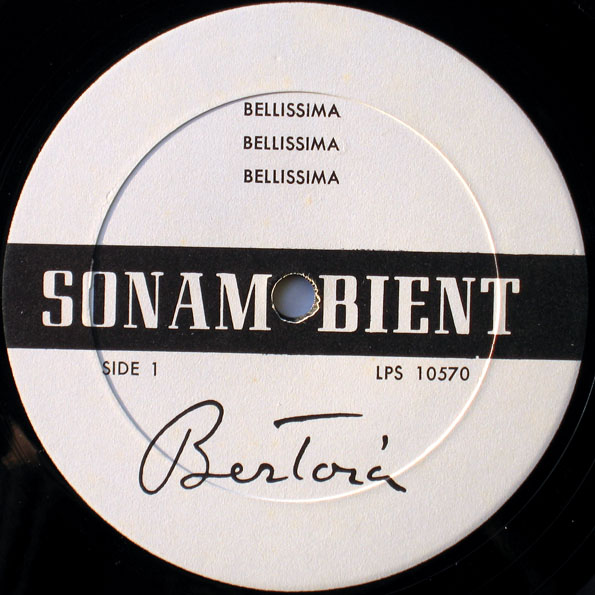 BELLISSIMA
BELLISSIMA
BELLISSIMA
SONAMBIENT
SIDE 1 LPS 10570
Bertoia